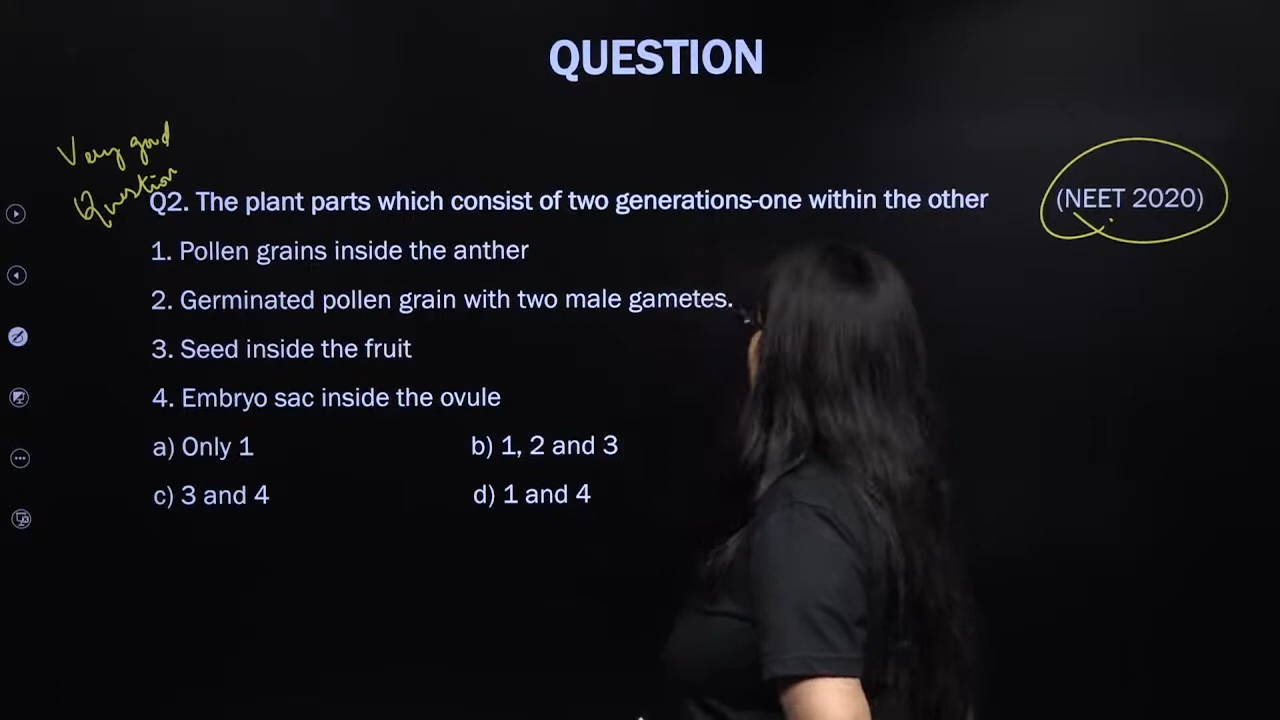 QUESTION
Very good
Question
Q2. The plant parts which consist of two generations-one within the other
(NEET 2020)
1. Pollen grains inside the anther
2. Germinated pollen grain with two male gametes.
3. Seed inside the fruit
4. Embryo sac inside the ovule
a) Only 1
b) 1, 2 and 3
c) 3 and 4
d) 1 and 4